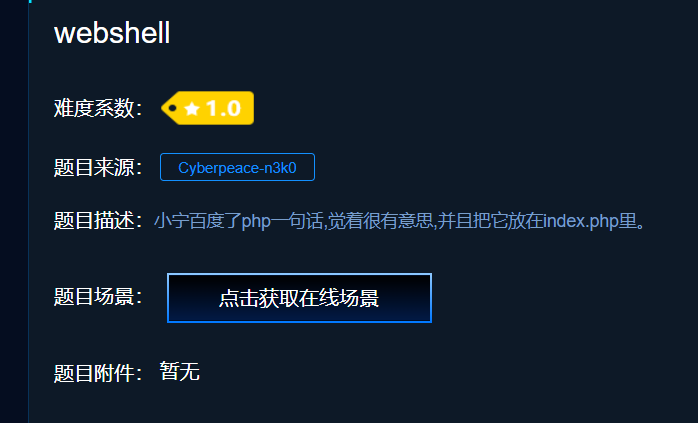 webshell
难度系数： 1.0
题目来源： Cyberpeace-n3k0
题目描述：小宁百度了php一句话,觉着很有意思,并且把它放在index.php里。
题目场景： 点击获取在线场景
题目附件： 暂无